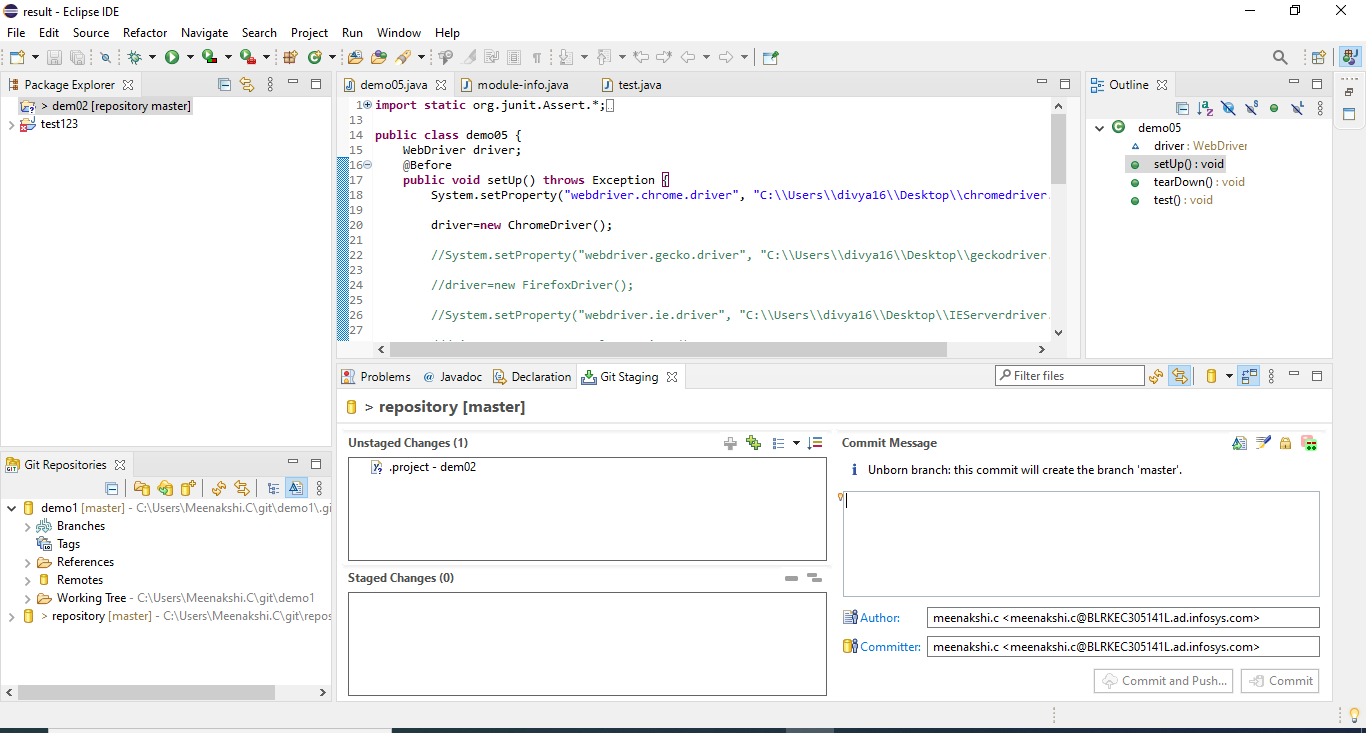 result - Eclipse IDE
File Edit Source Refactor Navigate Search Project Run Window Help
Package Explorer
> dem02 [repository master]
test123
demo05.java module-info.java test.java
1 import static org.junit.Assert.*;
13
14 public class demo05 {
15 WebDriver driver;
16 @Before
17 public void setUp() throws Exception {
18 System.setProperty("webdriver.chrome.driver", "C:\\Users\\divya16\\Desktop\\chromedriver.
19
20 driver=new ChromeDriver();
21
22 //System.setProperty("webdriver.gecko.driver", "C:\\Users\\divya16\\Desktop\\geckodriver.
23
24 //driver=new FirefoxDriver();
25
26 //System.setProperty("webdriver.ie.driver", "C:\\Users\\divya16\\Desktop\\IEServerdriver.
27
Outline
demo05
driver : WebDriver
setUp() : void
tearDown() : void
test() : void
Git Repositories
demo1 [master] - C:\Users\Meenakshi.C\git\demo1\.gi
Branches
Tags
References
Remotes
Working Tree - C:\Users\Meenakshi.C\git\demo1
> repository [master] - C:\Users\Meenakshi.C\git\repos
Problems @ Javadoc Declaration Git Staging
Filter files
> repository [master]
Unstaged Changes (1)
.project - dem02
Staged Changes (0)
Commit Message
Unborn branch: this commit will create the branch 'master'.
Author: meenakshi.c <meenakshi.c@BLRKEC305141L.ad.infosys.com>
Committer: meenakshi.c <meenakshi.c@BLRKEC305141L.ad.infosys.com>
Commit and Push... Commit